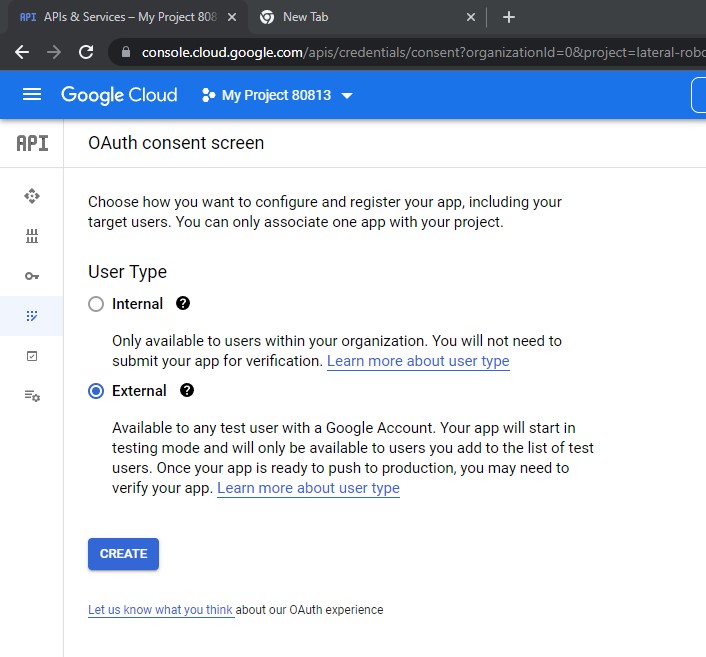 API APIs & Services – My Project 808
New Tab
console.cloud.google.com/apis/credentials/consent?organizationId=0&project=lateral-robo
Google Cloud My Project 80813
API OAuth consent screen
Choose how you want to configure and register your app, including your
target users. You can only associate one app with your project.
User Type
Internal
Only available to users within your organization. You will not need to
submit your app for verification. Learn more about user type
External
Available to any test user with a Google Account. Your app will start in
testing mode and will only be available to users you add to the list of test
users. Once your app is ready to push to production, you may need to
verify your app. Learn more about user type
CREATE
Let us know what you think about our OAuth experience